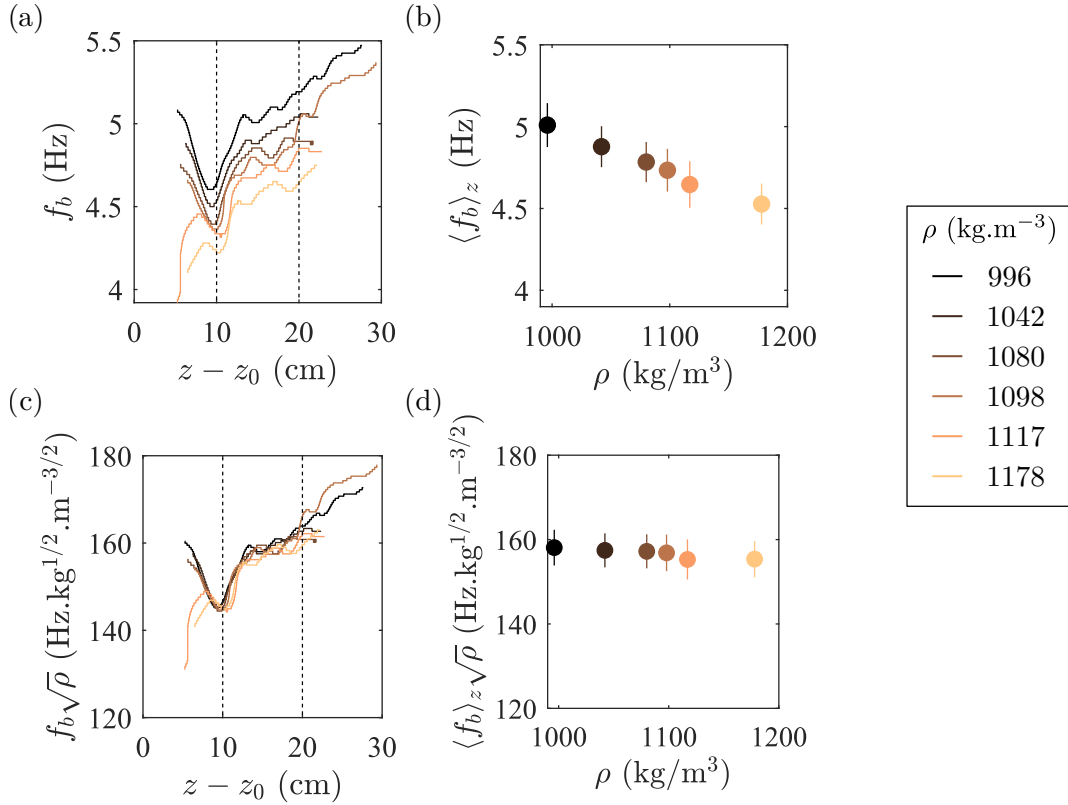 (a)
5.5
5
4.5
4
f_b (Hz)
0 10 20 30
z − z_0 (cm)
(b)
5.5
5
4.5
4
⟨f_b⟩_z (Hz)
1000 1100 1200
ρ (kg/m³)
(c)
180
160
140
120
f_b√ρ (Hz.kg^{1/2}.m^{−3/2})
0 10 20 30
z − z_0 (cm)
(d)
180
160
140
120
⟨f_b⟩_z√ρ (Hz.kg^{1/2}.m^{−3/2})
1000 1100 1200
ρ (kg/m³)
ρ (kg.m⁻³)
996
1042
1080
1098
1117
1178